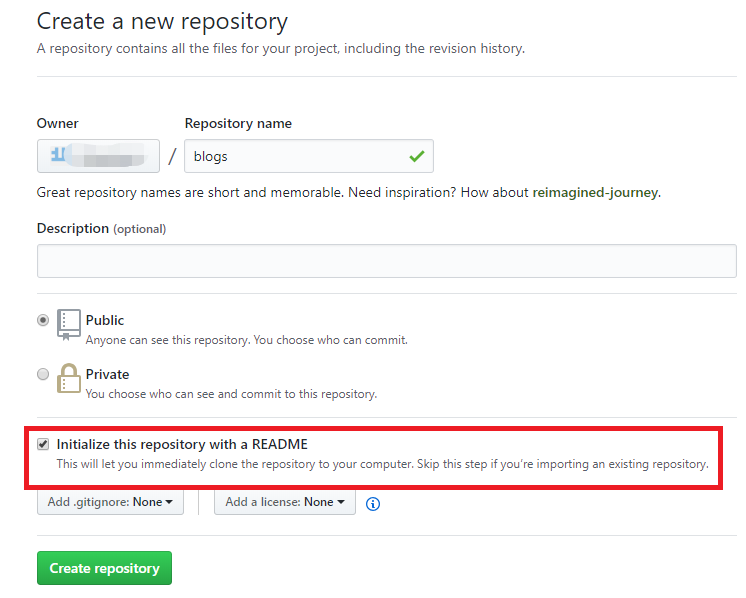 Create a new repository
A repository contains all the files for your project, including the revision history.
Owner
Repository name
/
blogs
Great repository names are short and memorable. Need inspiration? How about reimagined-journey.
Description (optional)
Public
Anyone can see this repository. You choose who can commit.
Private
You choose who can see and commit to this repository.
Initialize this repository with a README
This will let you immediately clone the repository to your computer. Skip this step if you’re importing an existing repository.
Add .gitignore: None
Add a license: None
Create repository